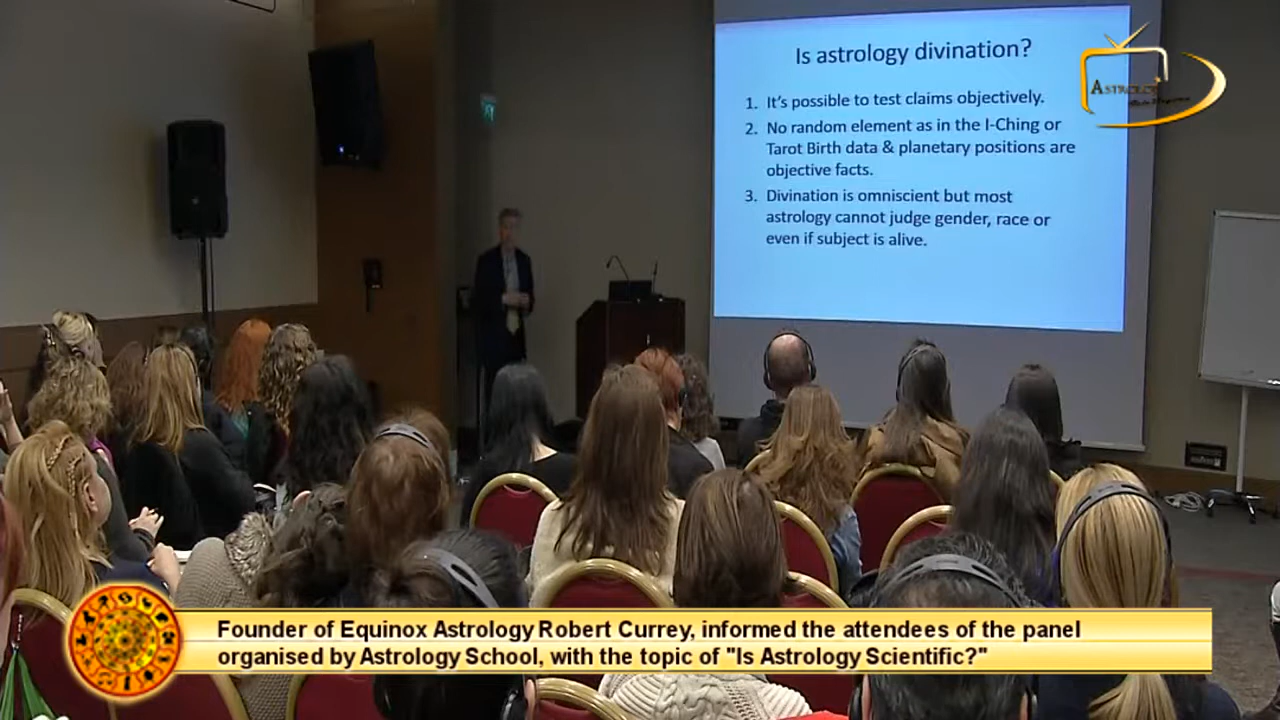 Is astrology divination?
1. It's possible to test claims objectively.
2. No random element as in the I-Ching or
Tarot Birth data & planetary positions are
objective facts.
3. Divination is omniscient but most
astrology cannot judge gender, race or
even if subject is alive.
Founder of Equinox Astrology Robert Currey, informed the attendees of the panel
organised by Astrology School, with the topic of "Is Astrology Scientific?"